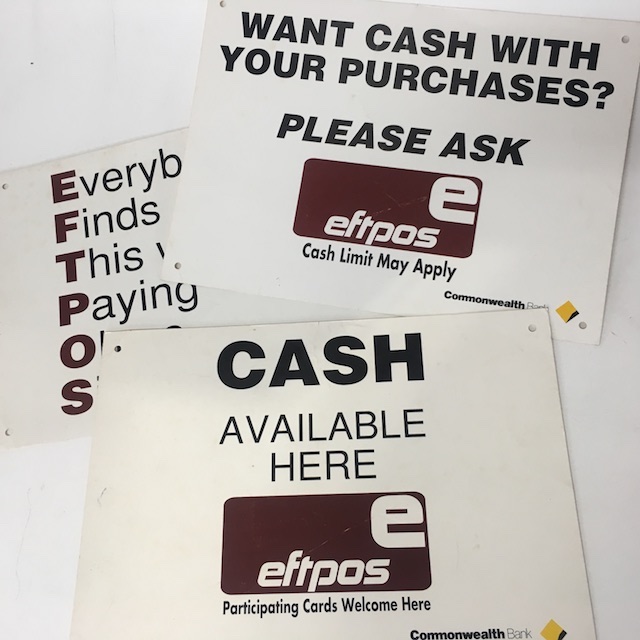 WANT CASH WITH
YOUR PURCHASES?
PLEASE ASK
e
eftpos
Cash Limit May Apply
Commonwealth Bank
Everyb
Finds
This
Paying
O
S
CASH
AVAILABLE
HERE
e
eftpos
Participating Cards Welcome Here
Commonwealth Bank